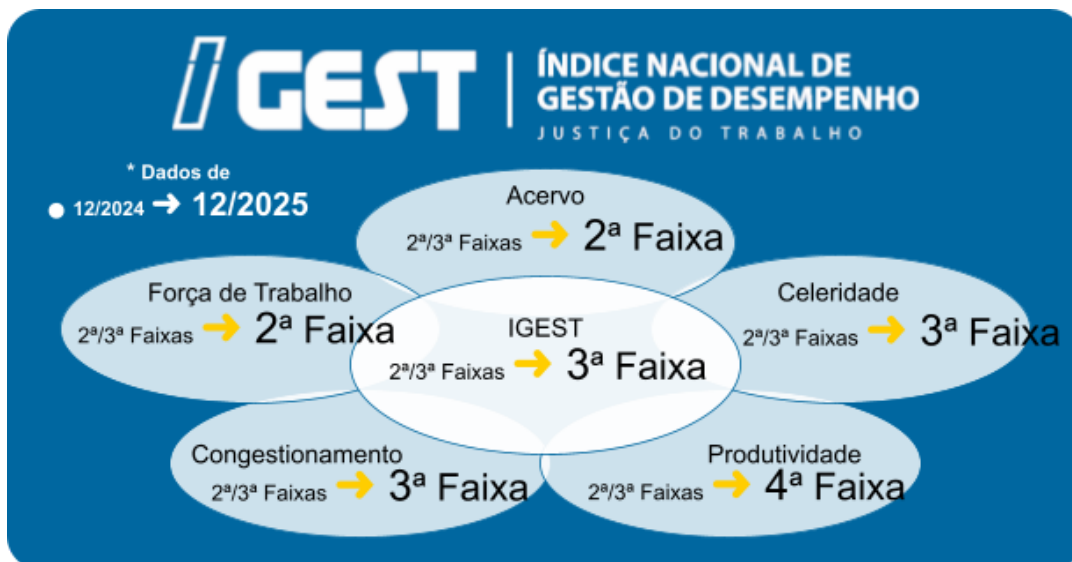 IGEST
ÍNDICE NACIONAL DE
GESTÃO DE DESEMPENHO
JUSTIÇA DO TRABALHO
* Dados de
12/2024 ➜ 12/2025
Acervo
2ª/3ª Faixas ➜ 2ª Faixa
Força de Trabalho
2ª/3ª Faixas ➜ 2ª Faixa
IGEST
2ª/3ª Faixas ➜ 3ª Faixa
Celeridade
2ª/3ª Faixas ➜ 3ª Faixa
Congestionamento
2ª/3ª Faixas ➜ 3ª Faixa
Produtividade
2ª/3ª Faixas ➜ 4ª Faixa